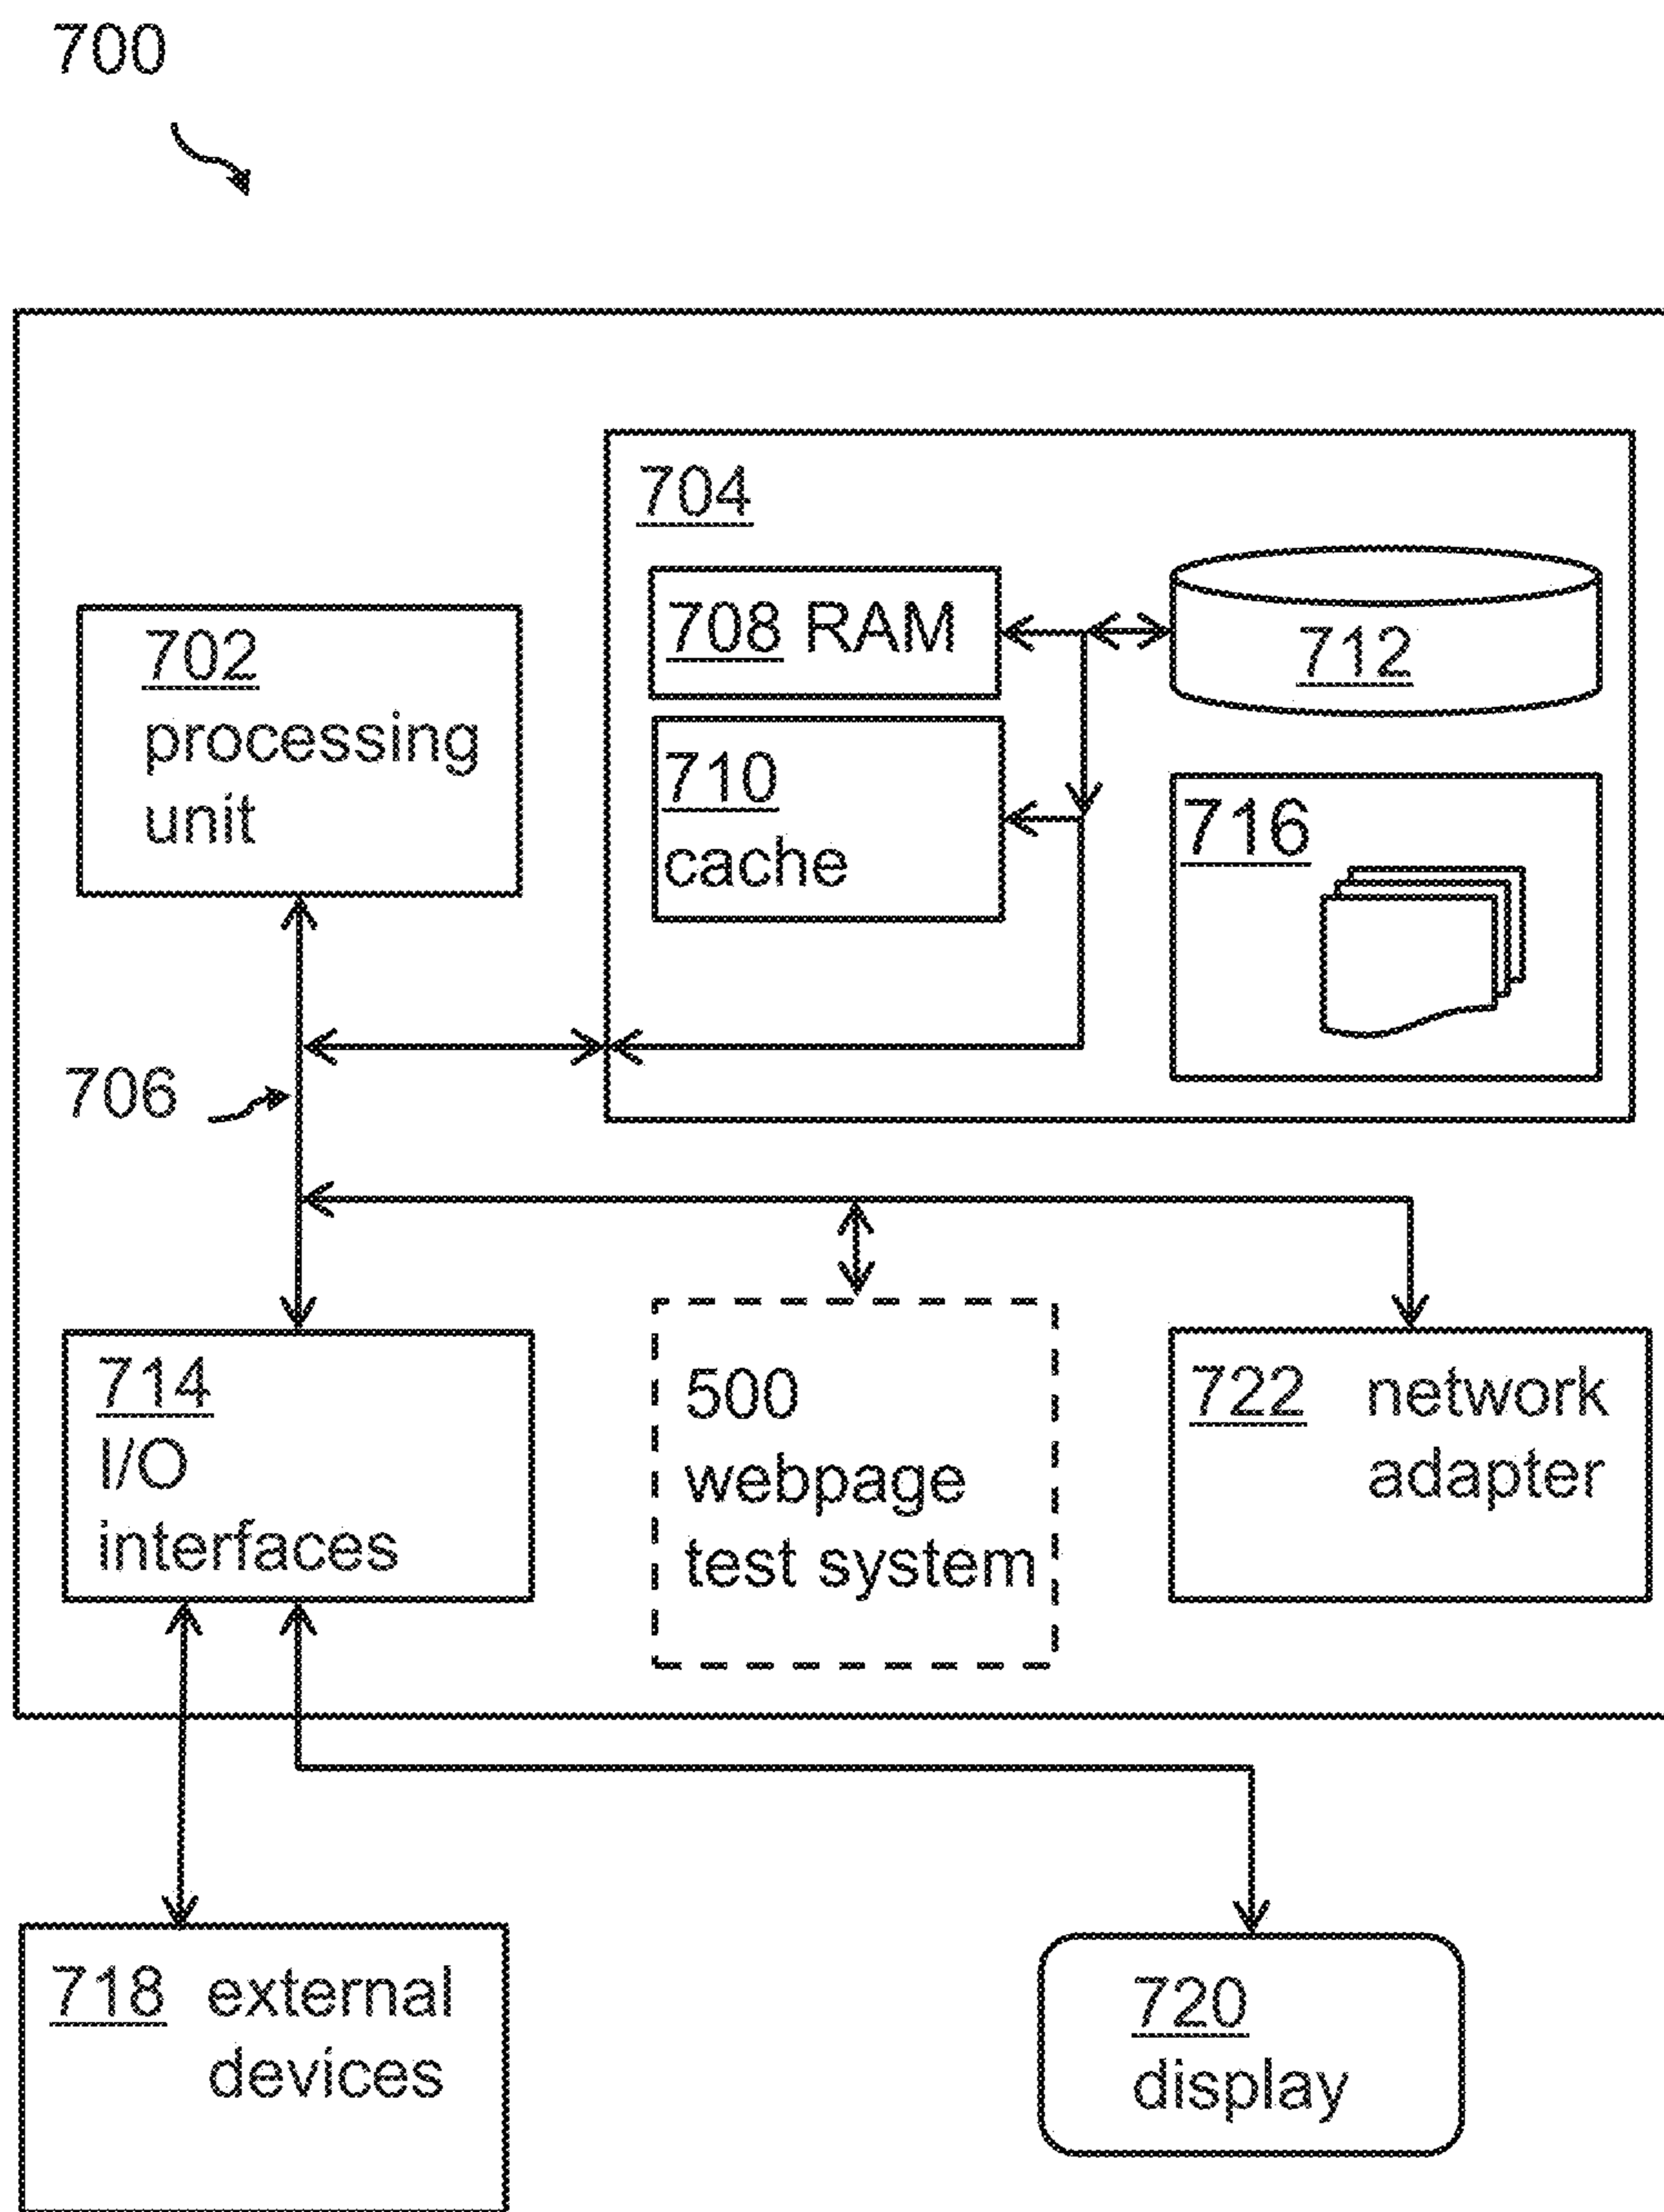 700
704
708 RAM
712
702
processing
unit
710
cache
716
706
714
I/O
interfaces
500
webpage
test system
722 network
adapter
718 external
devices
720
display